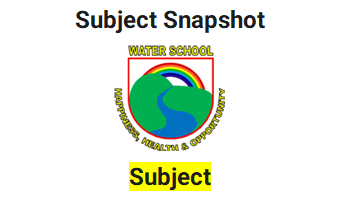 Subject Snapshot
WATER SCHOOL
HAPPINESS, HEALTH & OPPORTUNITY
Subject